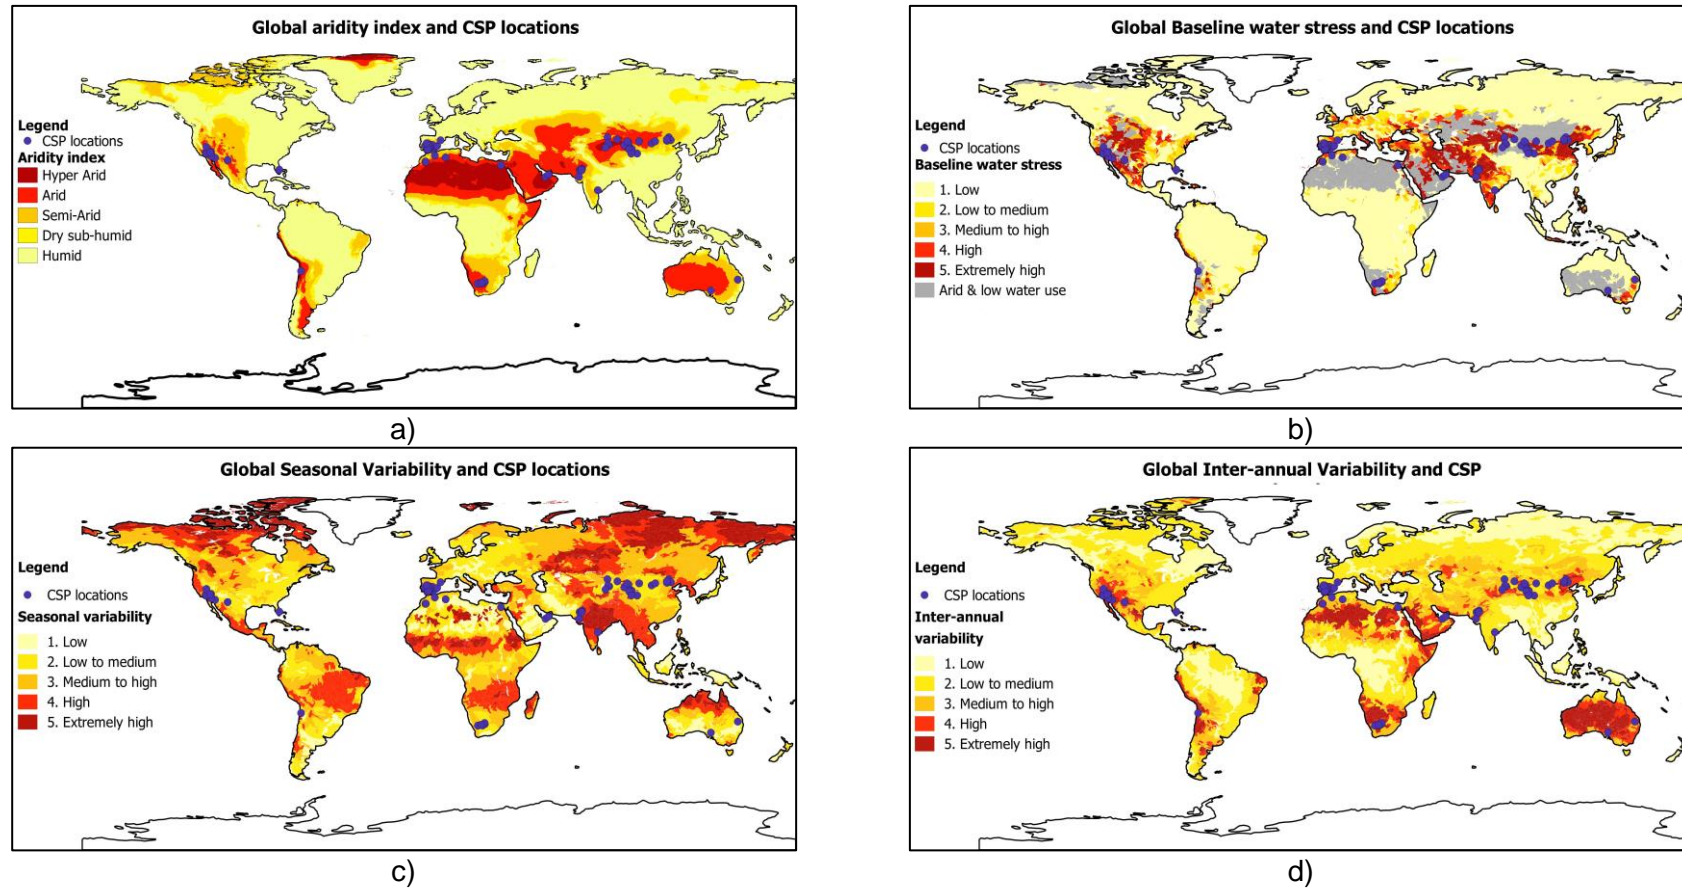 Global aridity index and CSP locations
Legend
CSP locations
Aridity index
Hyper Arid
Arid
Semi-Arid
Dry sub-humid
Humid
a)
Global Baseline water stress and CSP locations
Legend
CSP locations
Baseline water stress
1. Low
2. Low to medium
3. Medium to high
4. High
5. Extremely high
Arid & low water use
b)
Global Seasonal Variability and CSP locations
Legend
CSP locations
Seasonal variability
1. Low
2. Low to medium
3. Medium to high
4. High
5. Extremely high
c)
Global Inter-annual Variability and CSP
Legend
CSP locations
Inter-annual
variability
1. Low
2. Low to medium
3. Medium to high
4. High
5. Extremely high
d)